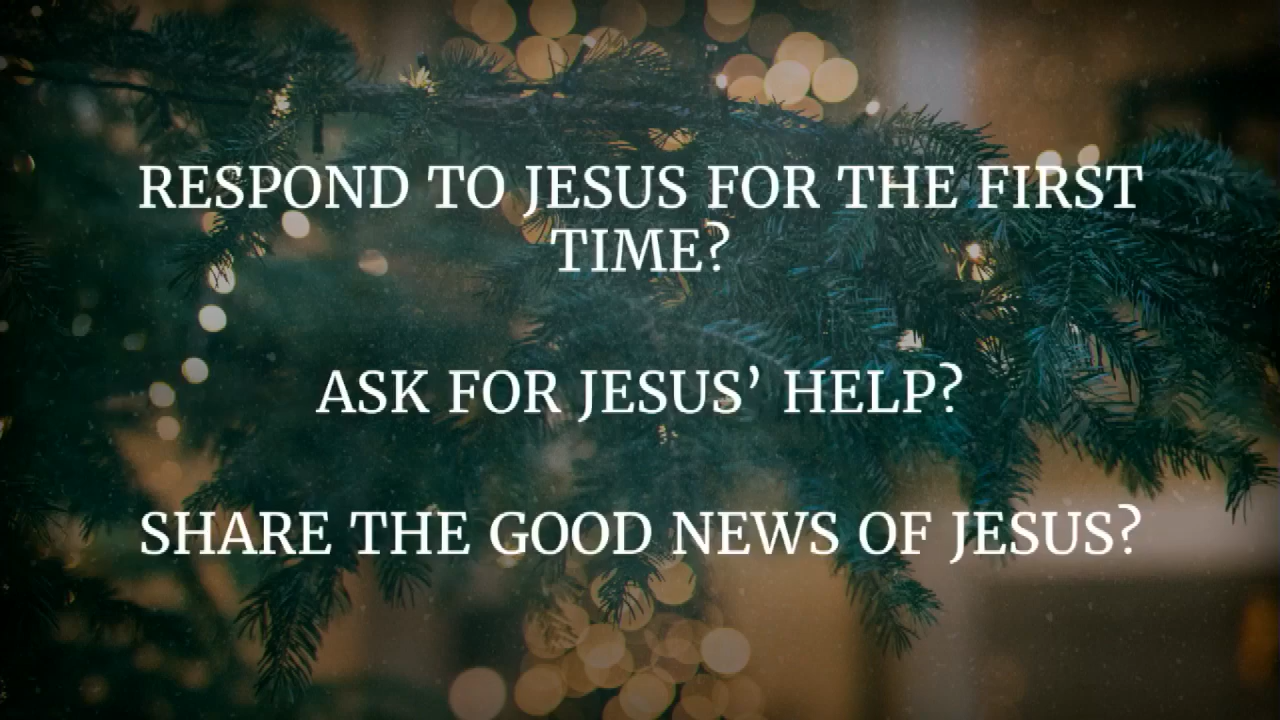 RESPOND TO JESUS FOR THE FIRST
TIME?
ASK FOR JESUS’ HELP?
SHARE THE GOOD NEWS OF JESUS?